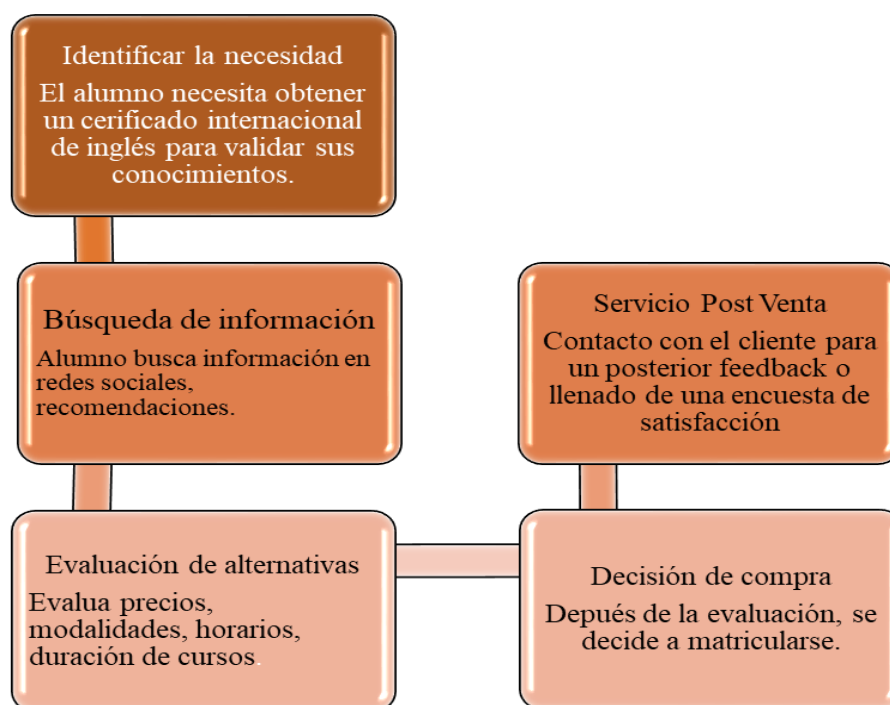 Identificar la necesidad
El alumno necesita obtener
un cerificado internacional
de inglés para validar sus
conocimientos.
Búsqueda de información
Alumno busca información en
redes sociales,
recomendaciones.
Evaluación de alternativas
Evalua precios,
modalidades, horarios,
duración de cursos.
Decisión de compra
Depués de la evaluación, se
decide a matricularse.
Servicio Post Venta
Contacto con el cliente para
un posterior feedback o
llenado de una encuesta de
satisfacción